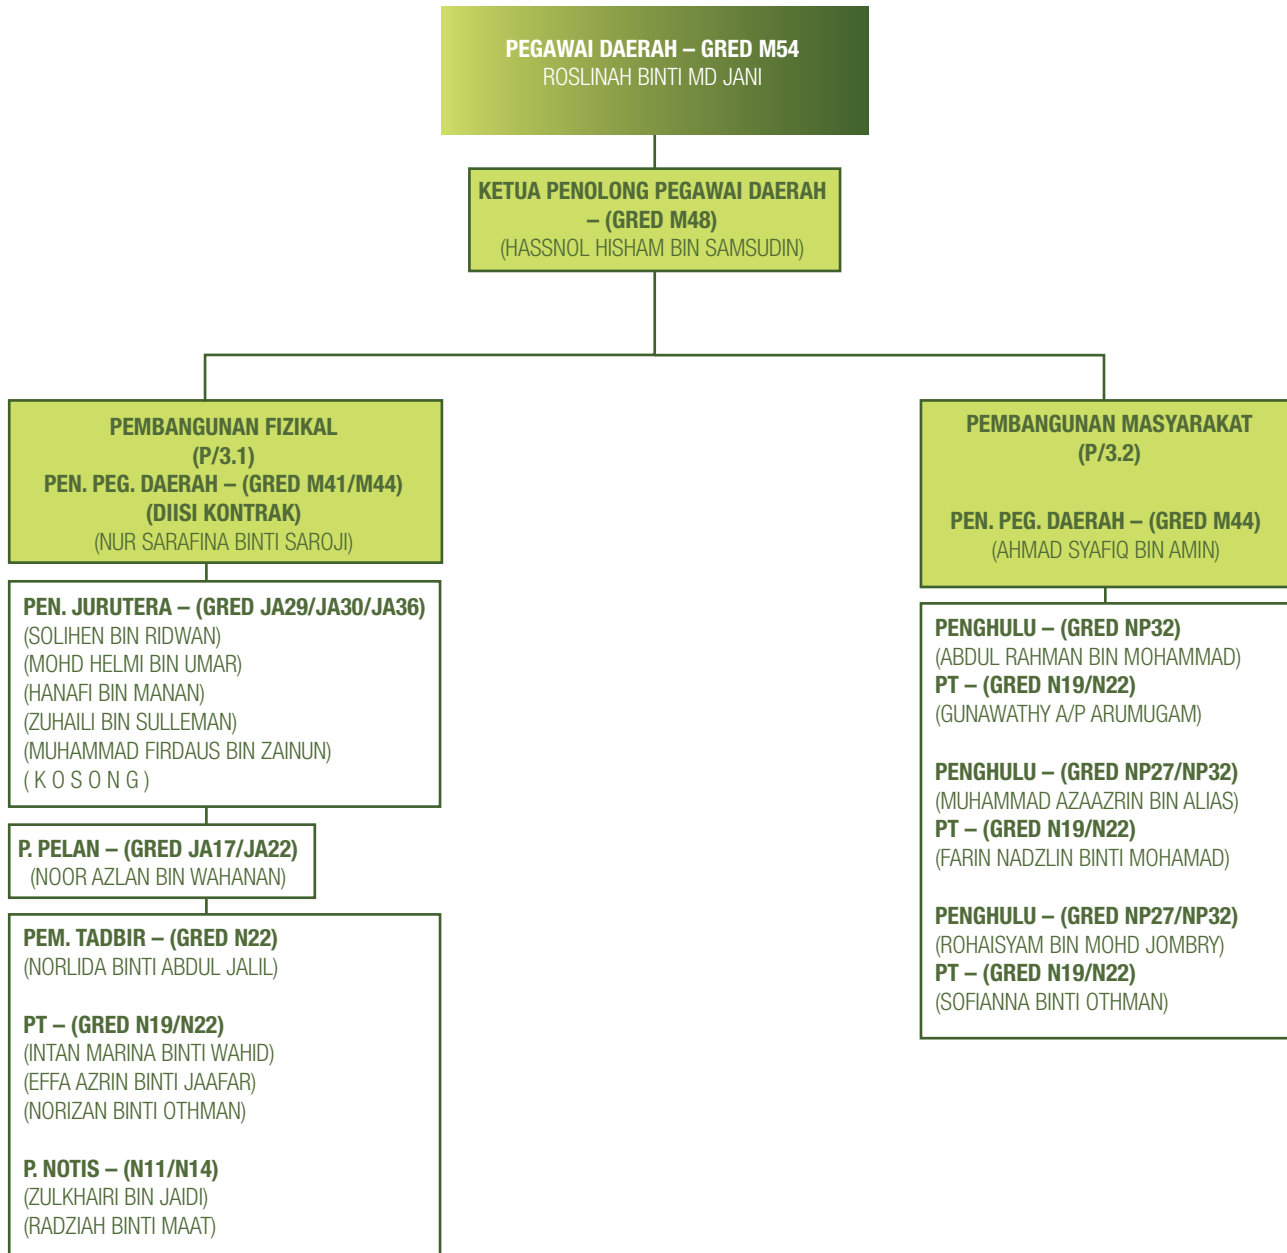 PEGAWAI DAERAH – GRED M54
ROSLINAH BINTI MD JANI
KETUA PENOLONG PEGAWAI DAERAH
– (GRED M48)
(HASSNOL HISHAM BIN SAMSUDIN)
PEMBANGUNAN FIZIKAL
(P/3.1)
PEN. PEG. DAERAH – (GRED M41/M44)
(DIISI KONTRAK)
(NUR SARAFINA BINTI SAROJI)
PEN. JURUTERA – (GRED JA29/JA30/JA36)
(SOLIHEN BIN RIDWAN)
(MOHD HELMI BIN UMAR)
(HANAFI BIN MANAN)
(ZUHAILI BIN SULLEMAN)
(MUHAMMAD FIRDAUS BIN ZAINUN)
( K O S O N G )
P. PELAN – (GRED JA17/JA22)
(NOOR AZLAN BIN WAHANAN)
PEM. TADBIR – (GRED N22)
(NORLIDA BINTI ABDUL JALIL)
PT – (GRED N19/N22)
(INTAN MARINA BINTI WAHID)
(EFFA AZRIN BINTI JAAFAR)
(NORIZAN BINTI OTHMAN)
P. NOTIS – (N11/N14)
(ZULKHAIRI BIN JAIDI)
(RADZIAH BINTI MAAT)
PEMBANGUNAN MASYARAKAT
(P/3.2)
PEN. PEG. DAERAH – (GRED M44)
(AHMAD SYAFIQ BIN AMIN)
PENGHULU – (GRED NP32)
(ABDUL RAHMAN BIN MOHAMMAD)
PT – (GRED N19/N22)
(GUNAWATHY A/P ARUMUGAM)
PENGHULU – (GRED NP27/NP32)
(MUHAMMAD AZAAZRIN BIN ALIAS)
PT – (GRED N19/N22)
(FARIN NADZLIN BINTI MOHAMAD)
PENGHULU – (GRED NP27/NP32)
(ROHAISYAM BIN MOHD JOMBRY)
PT – (GRED N19/N22)
(SOFIANNA BINTI OTHMAN)